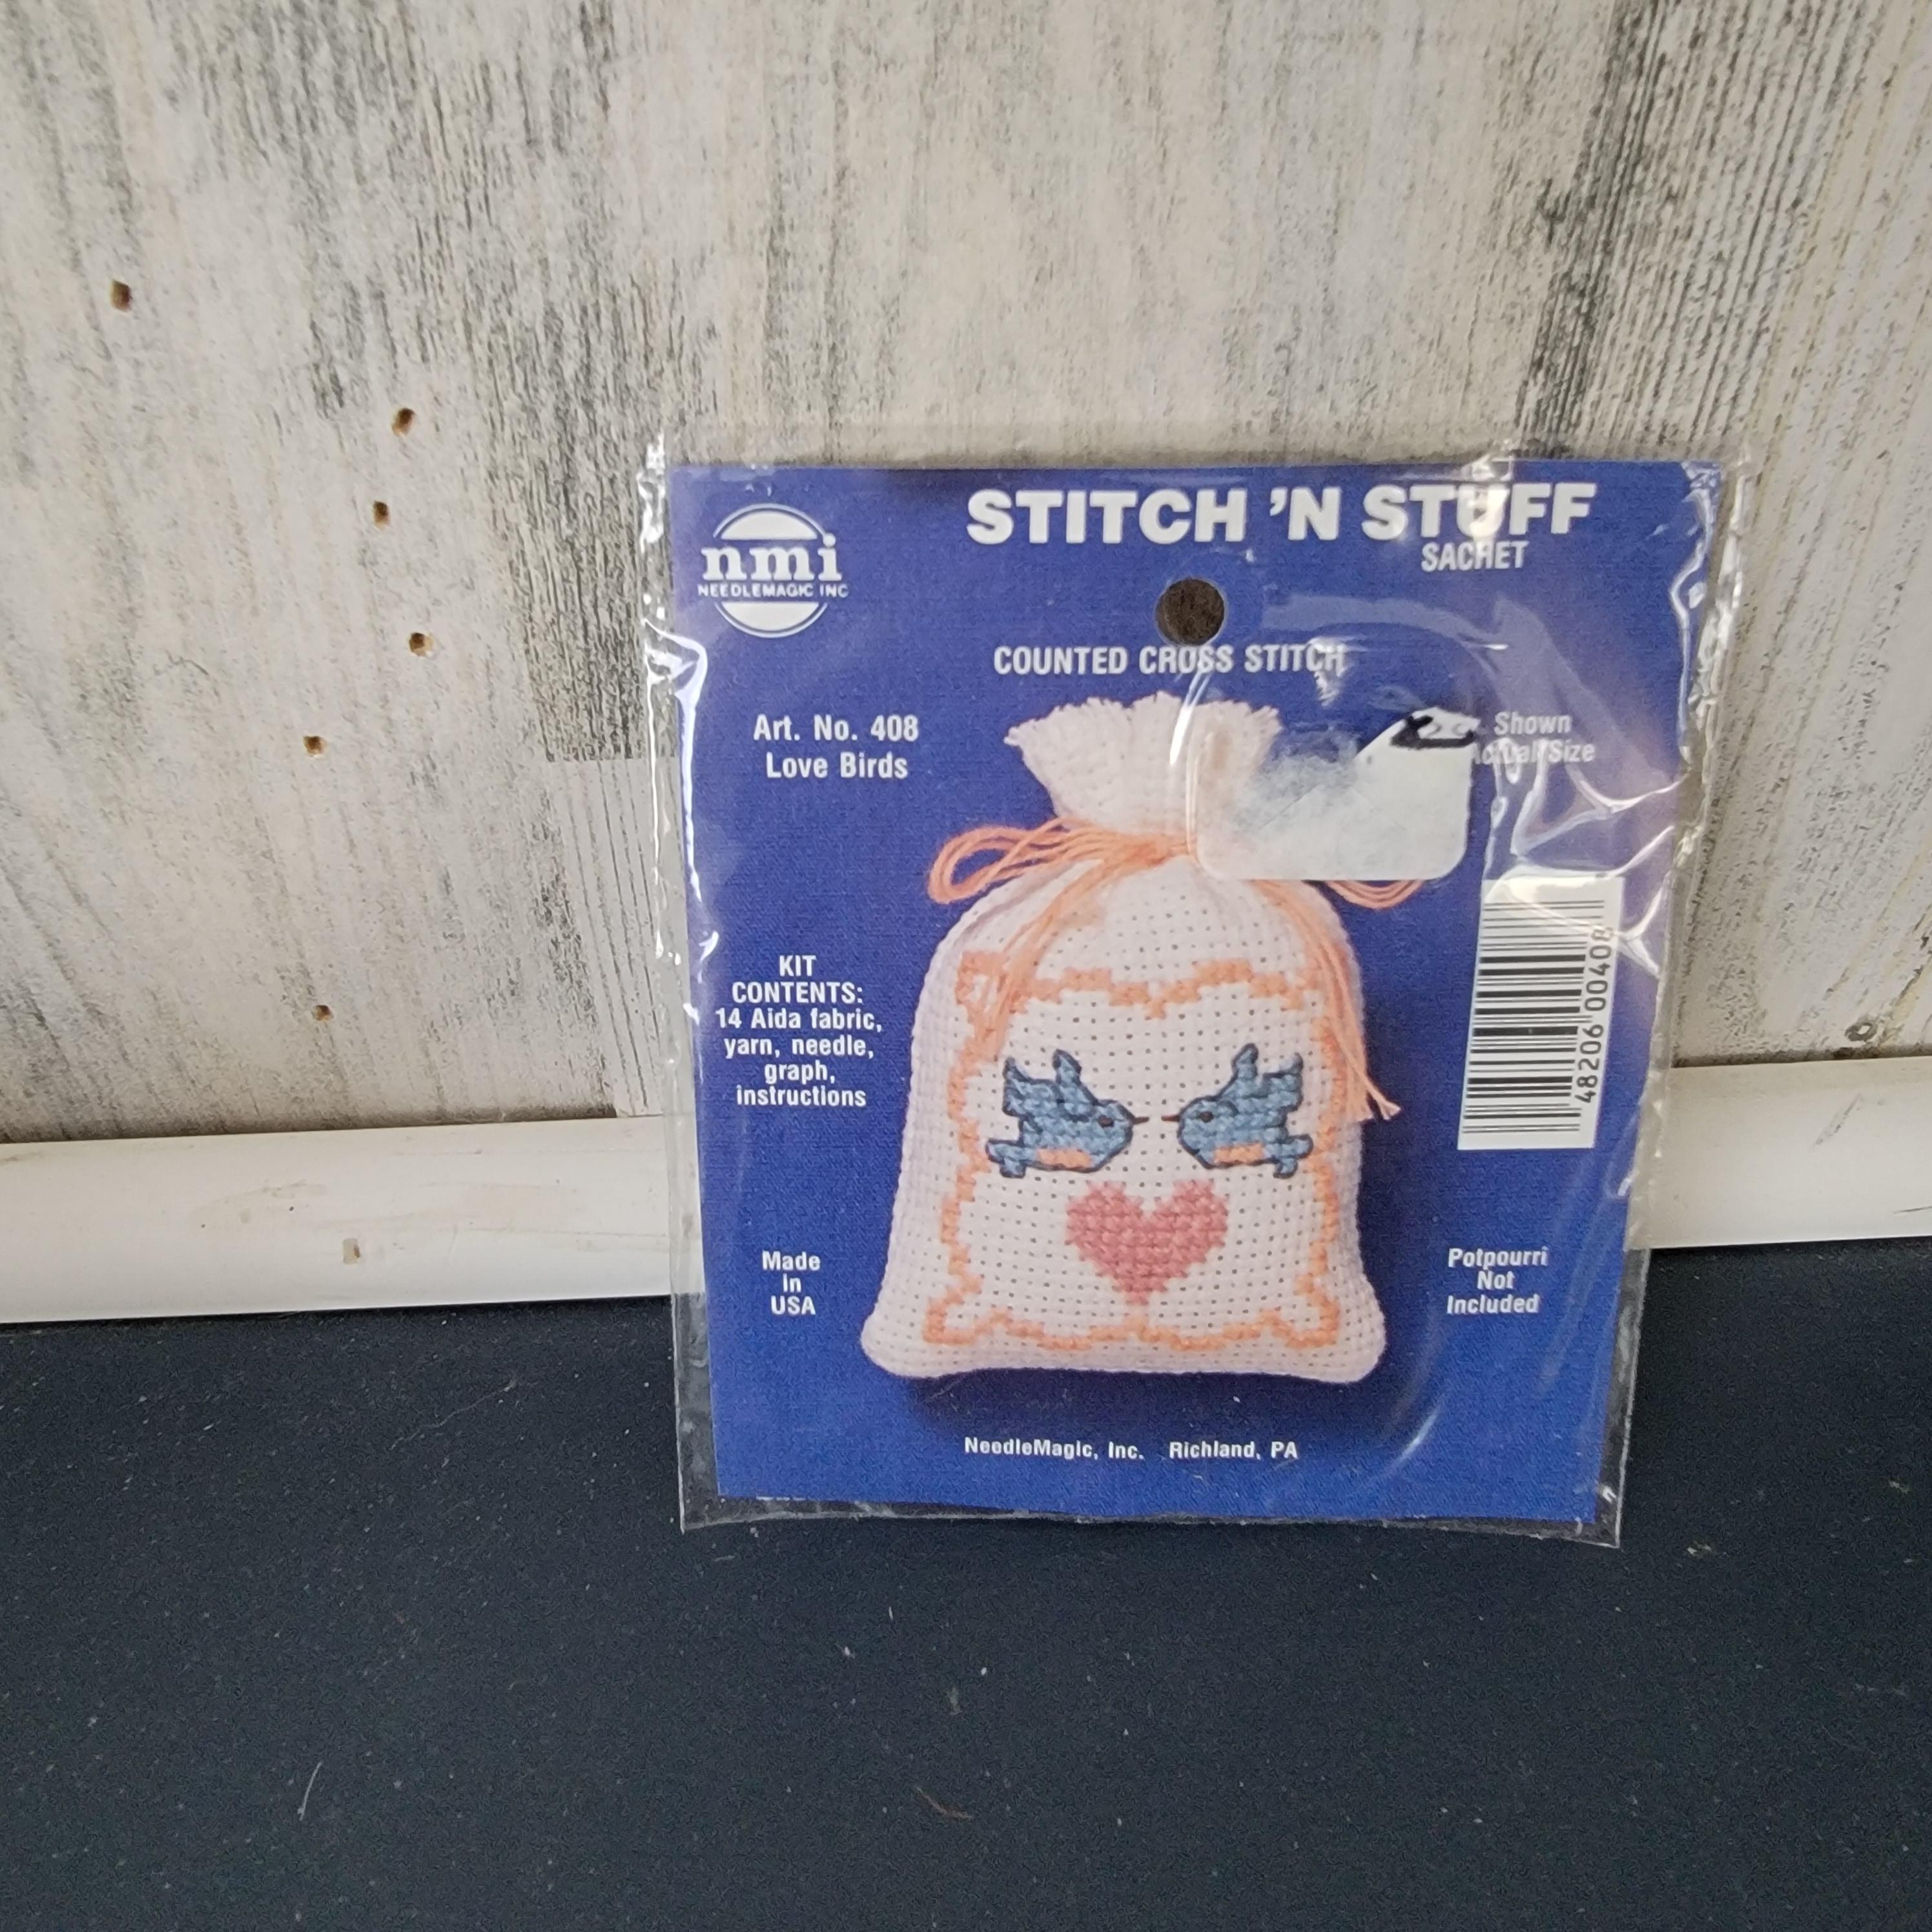 STITCH 'N STUFF
SACHET
nmi
NEEDLEMAGIC INC
COUNTED CROSS STITCH
Art. No. 408
Love Birds
Shown
Actual Size
KIT
CONTENTS:
14 Aida fabric,
yarn, needle,
graph,
instructions
48206 00408
Made
in
USA
Potpourri
Not
Included
NeedleMagic, Inc. Richland, PA